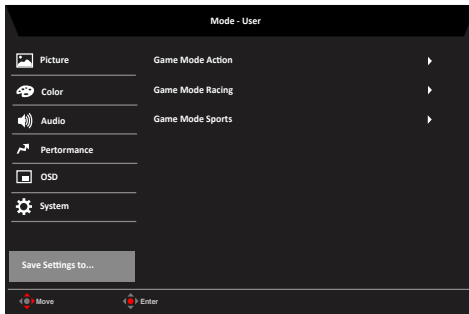 Mode - User
Picture
Game Mode Action
Color
Game Mode Racing
Audio
Game Mode Sports
Pertormance
OSD
System
Save Settings to...
Move
Enter